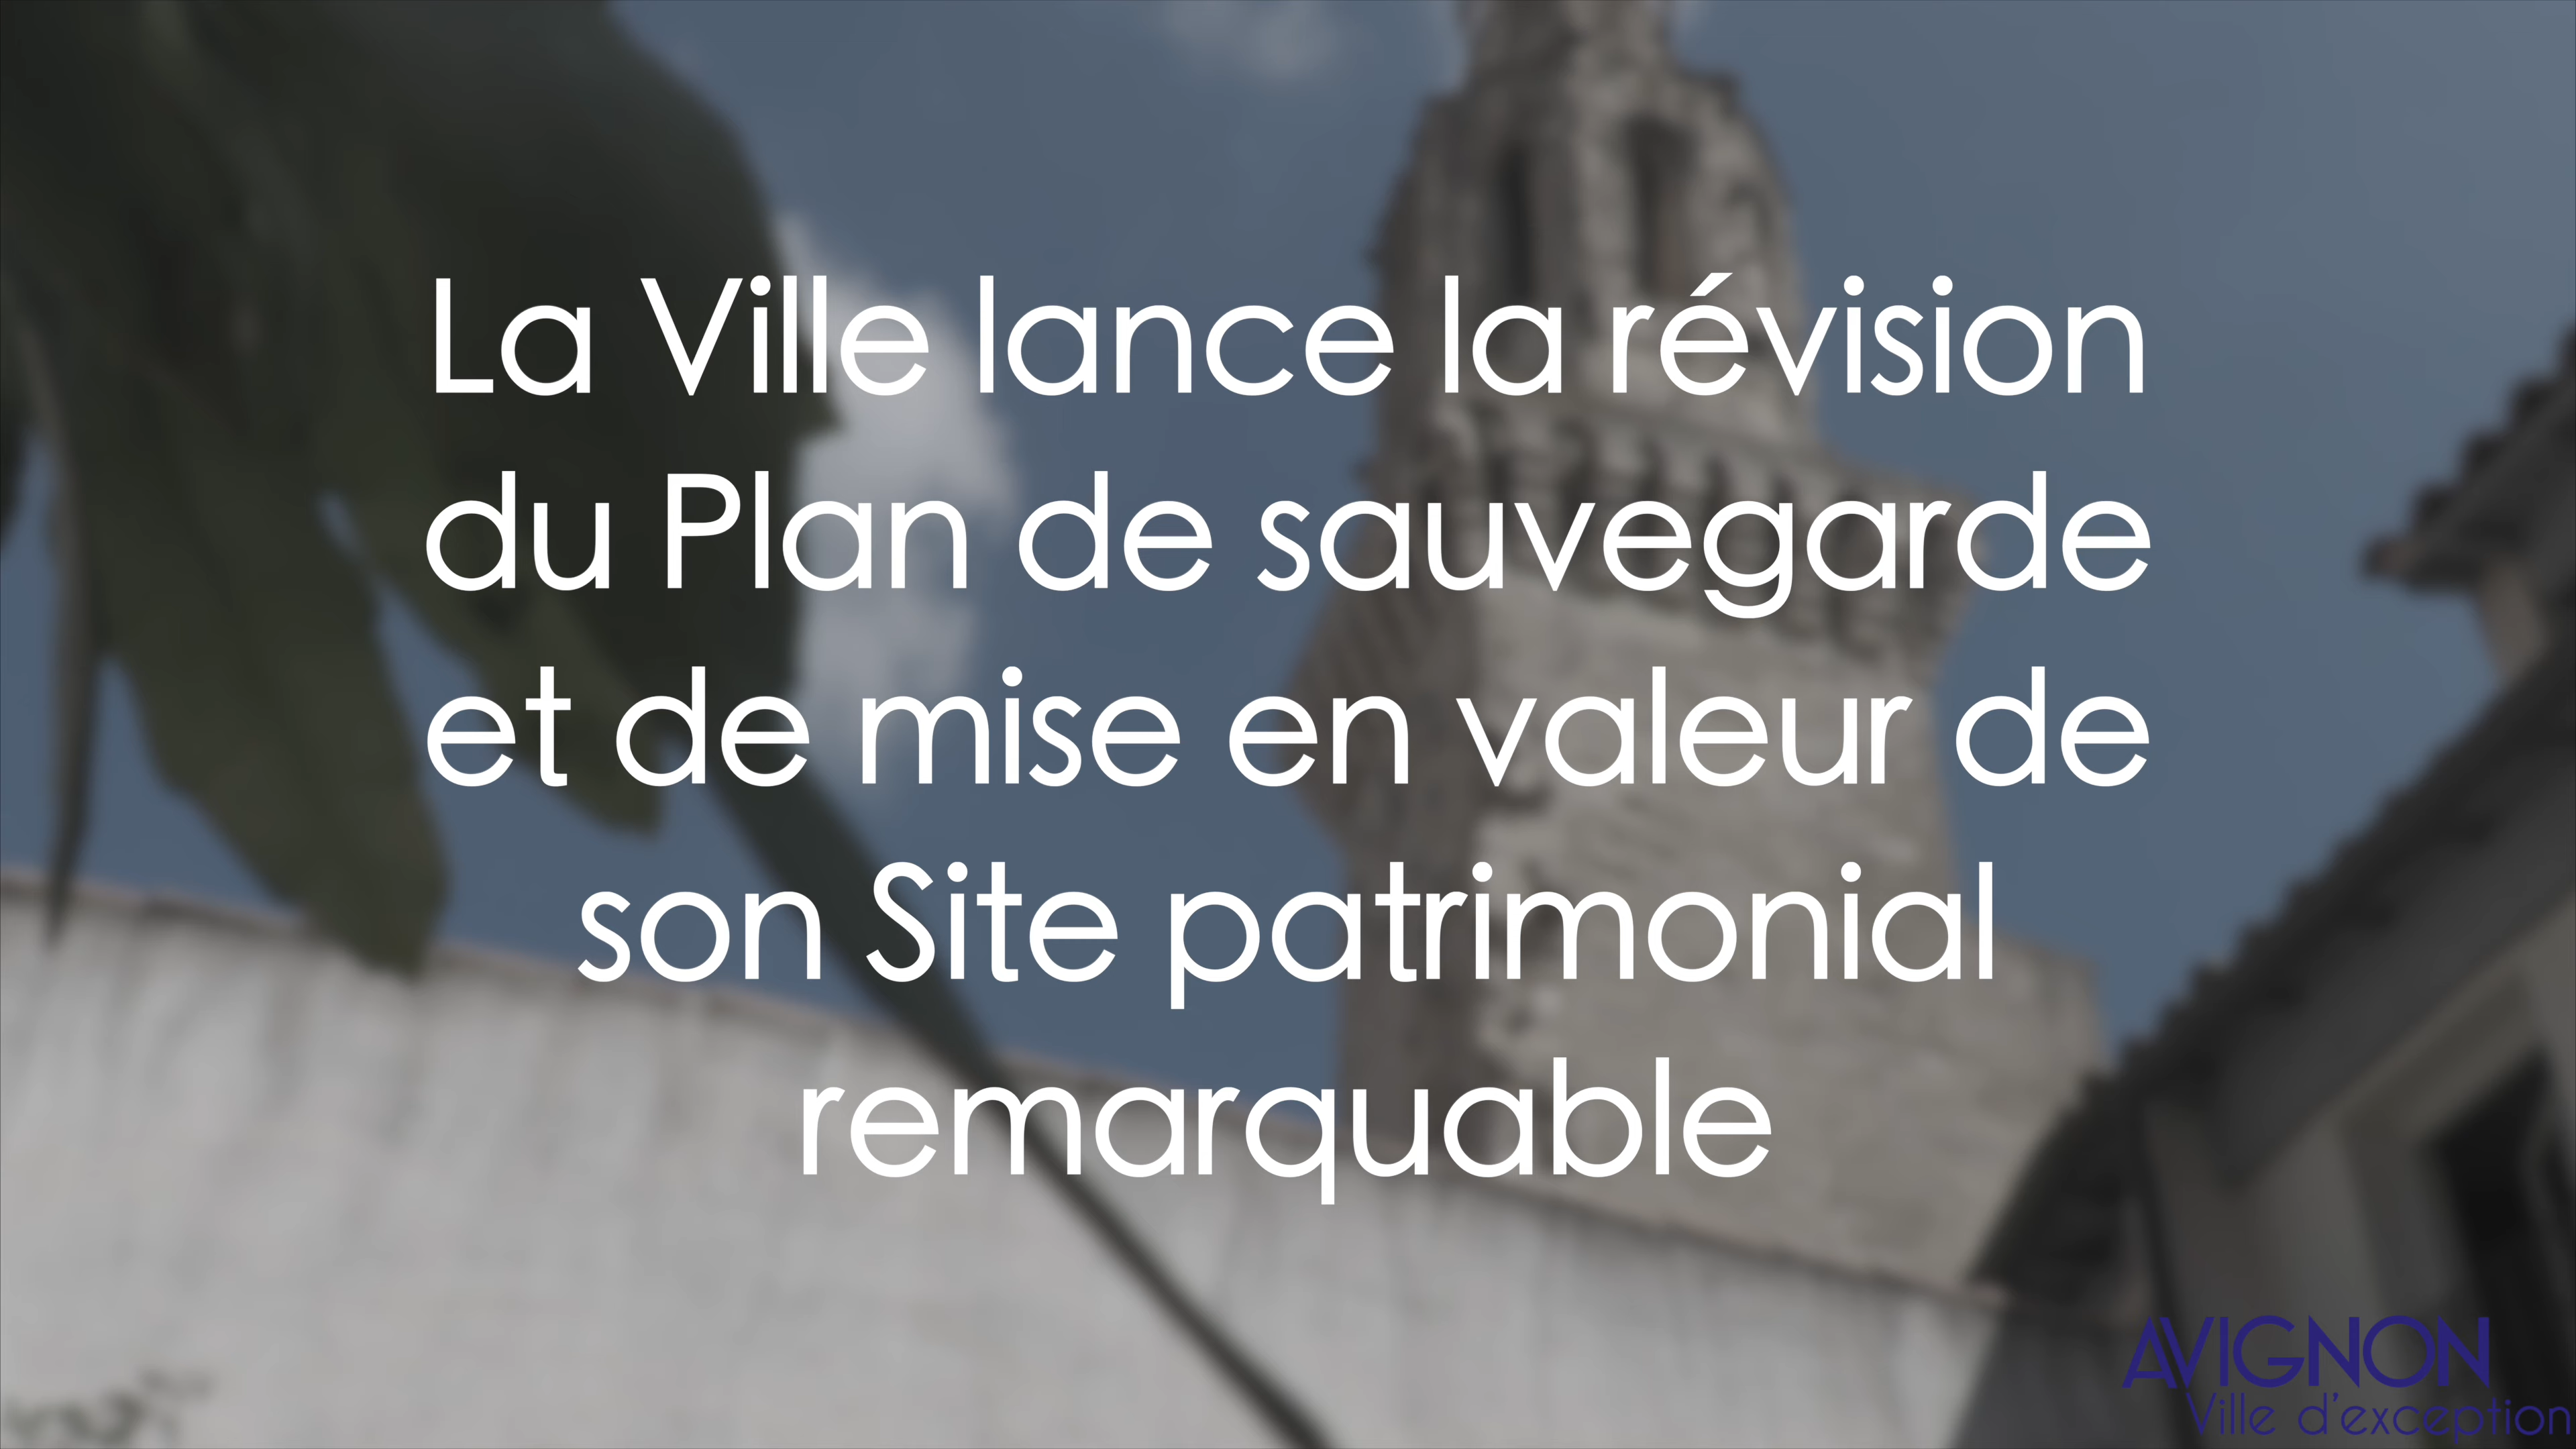 La Ville lance la révision
du Plan de sauvegarde
et de mise en valeur de
son Site patrimonial
remarquable
AVIGNON
Ville d'exception